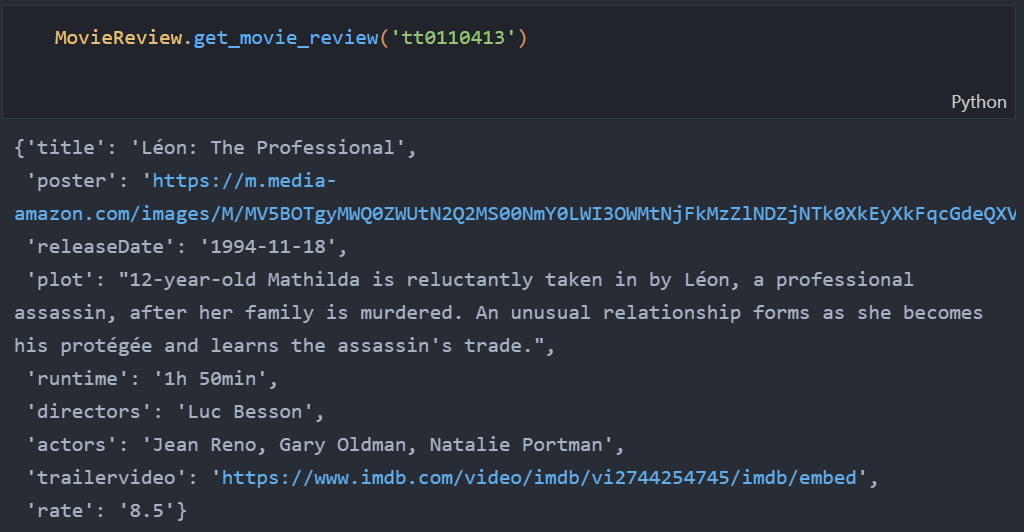 MovieReview.get_movie_review('tt0110413')
Python
{'title': 'Léon: The Professional',
'poster': 'https://m.media-
amazon.com/images/M/MV5BOTgyMWQ0ZWUtN2Q2MS00NmY0LWI3OWMtNjFkMzZlNDZjNTk0XkEyXkFqcGdeQXV
'releaseDate': '1994-11-18',
'plot': "12-year-old Mathilda is reluctantly taken in by Léon, a professional
assassin, after her family is murdered. An unusual relationship forms as she becomes
his protégée and learns the assassin's trade.",
'runtime': '1h 50min',
'directors': 'Luc Besson',
'actors': 'Jean Reno, Gary Oldman, Natalie Portman',
'trailervideo': 'https://www.imdb.com/video/imdb/vi2744254745/imdb/embed',
'rate': '8.5'}